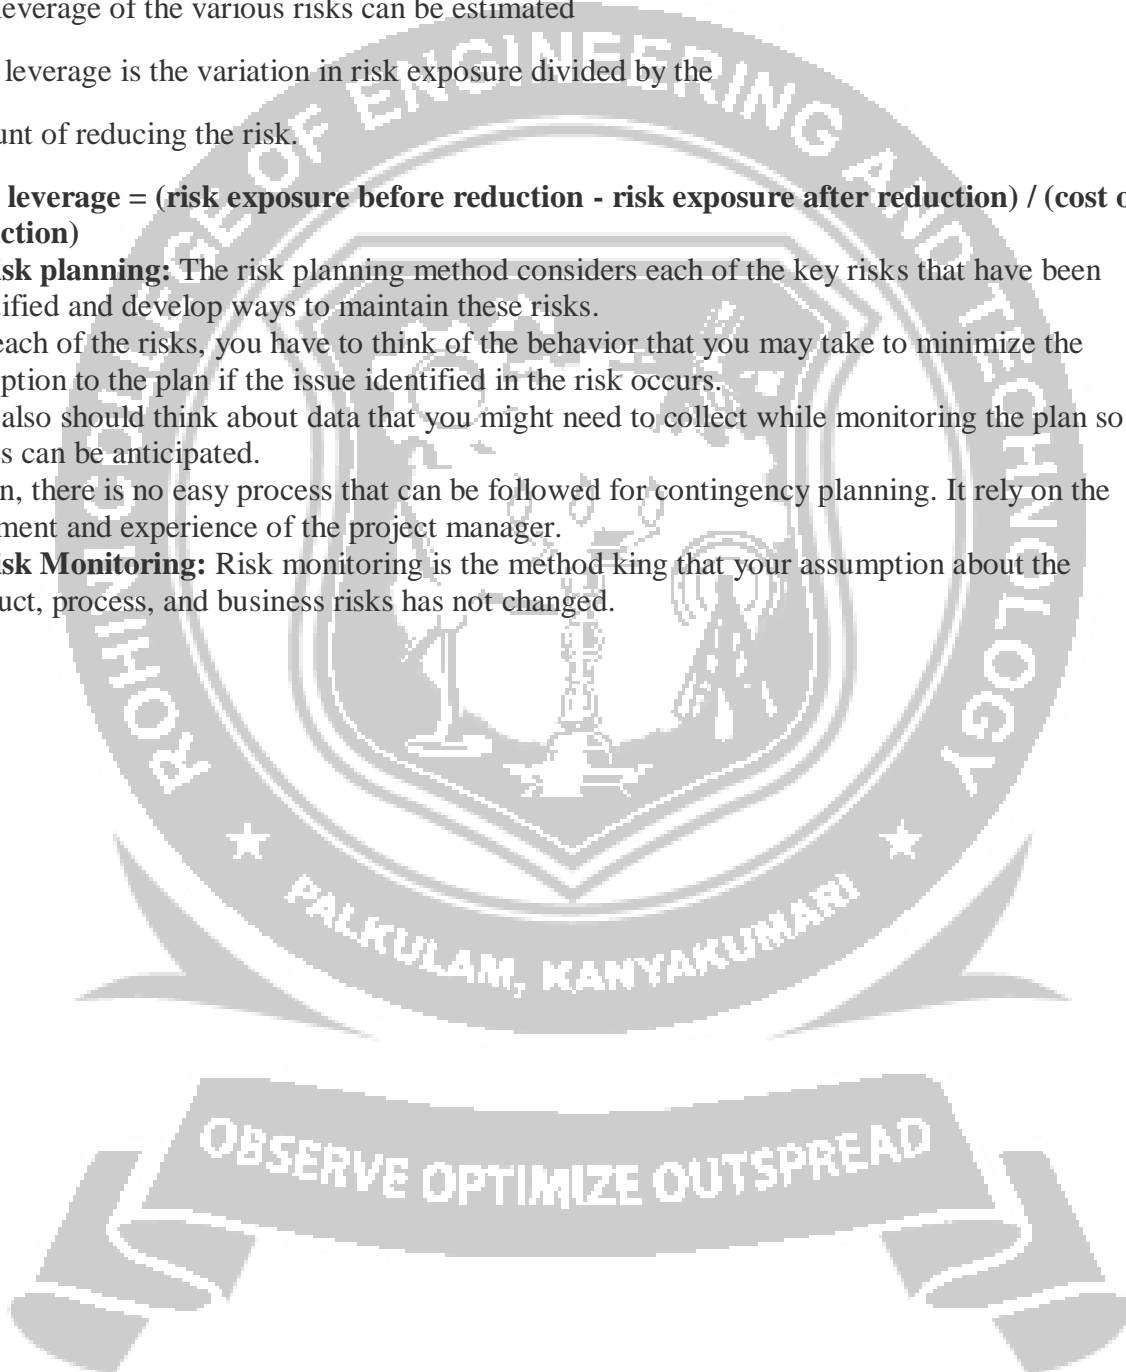 leverage of the various risks can be estimated
leverage is the variation in risk exposure divided by the
unt of reducing the risk.
leverage = (risk exposure before reduction - risk exposure after reduction) / (cost o
ction)
isk planning: The risk planning method considers each of the key risks that have been
ified and develop ways to maintain these risks.
each of the risks, you have to think of the behavior that you may take to minimize the
ption to the plan if the issue identified in the risk occurs.
also should think about data that you might need to collect while monitoring the plan so
s can be anticipated.
n, there is no easy process that can be followed for contingency planning. It rely on the
ment and experience of the project manager.
isk Monitoring: Risk monitoring is the method king that your assumption about the
uct, process, and business risks has not changed.
ROHINI COLLEGE OF ENGINEERING AND TECHNOLOGY
PALKULAM, KANYAKUMARI
OBSERVE OPTIMIZE OUTSPREAD